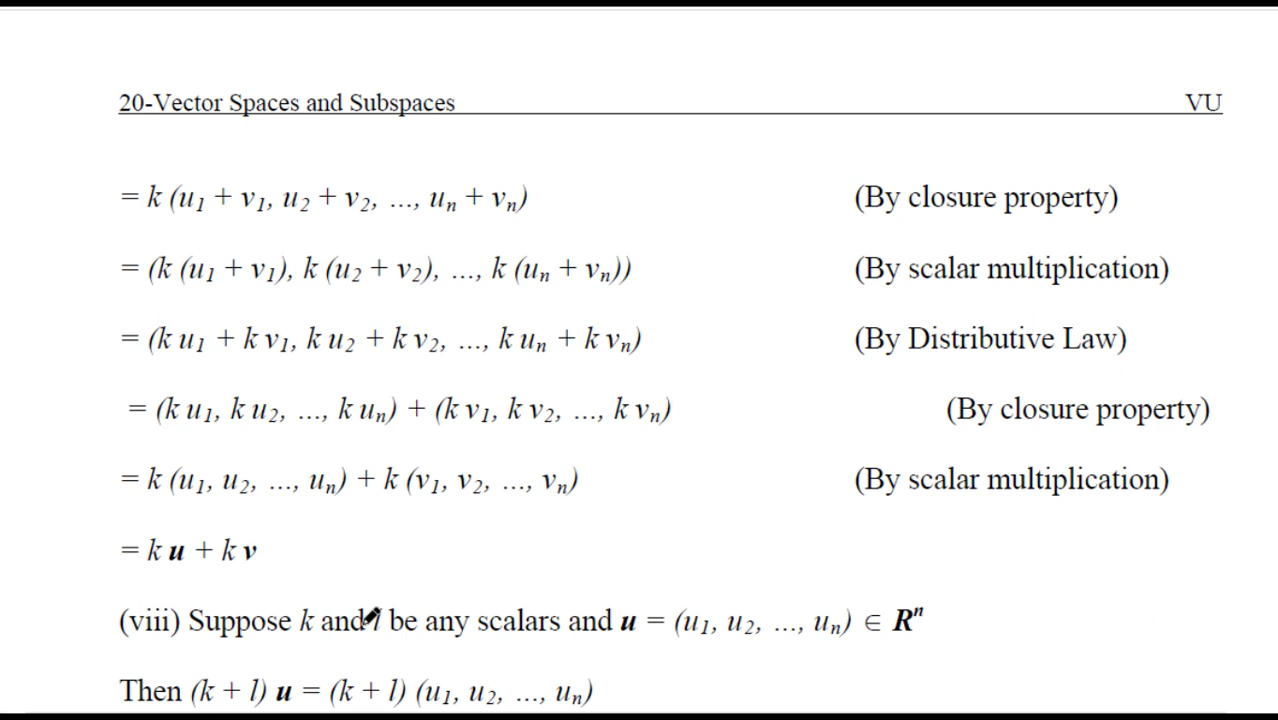 20-Vector Spaces and Subspaces VU
= k (u₁ + v₁, u₂ + v₂, ..., uₙ + vₙ) (By closure property)
= (k (u₁ + v₁), k (u₂ + v₂), ..., k (uₙ + vₙ)) (By scalar multiplication)
= (k u₁ + k v₁, k u₂ + k v₂, ..., k uₙ + k vₙ) (By Distributive Law)
= (k u₁, k u₂, ..., k uₙ) + (k v₁, k v₂, ..., k vₙ) (By closure property)
= k (u₁, u₂, ..., uₙ) + k (v₁, v₂, ..., vₙ) (By scalar multiplication)
= k u + k v
(viii) Suppose k and l be any scalars and u = (u₁, u₂, ..., uₙ) ∈ Rⁿ
Then (k + l) u = (k + l) (u₁, u₂, ..., uₙ)